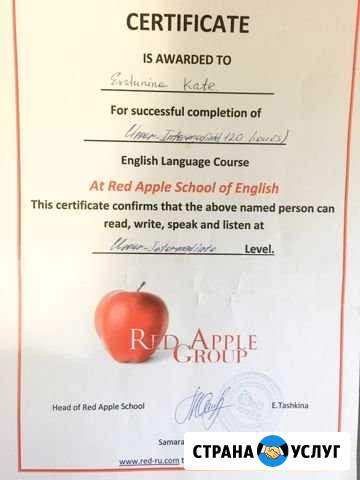 CERTIFICATE
IS AWARDED TO
Evstunina Kate
For successful completion of
Upper-Intermediate (120 hours)
English Language Course
At Red Apple School of English
This certificate confirms that the above named person can
read, write, speak and listen at
Upper-Intermediate Level.
RED APPLE
GROUP
Head of Red Apple School E.Tashkina
Samara
www.red-ru.com
СТРАНА УСЛУГ